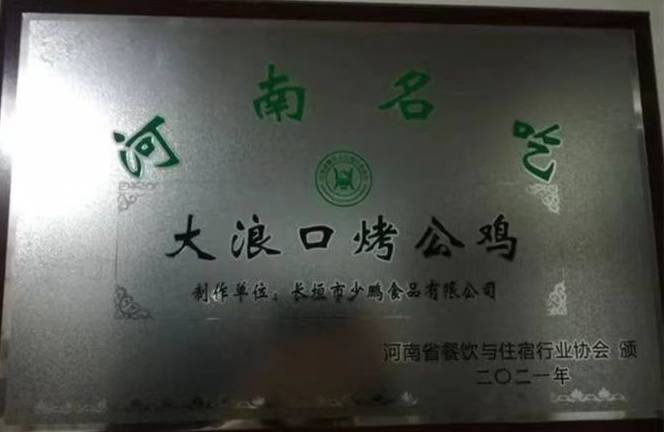 河南名吃
大浪口烤公鸡
制作单位：长垣市少鹏食品有限公司
河南省餐饮与住宿行业协会 颁
二〇二一年